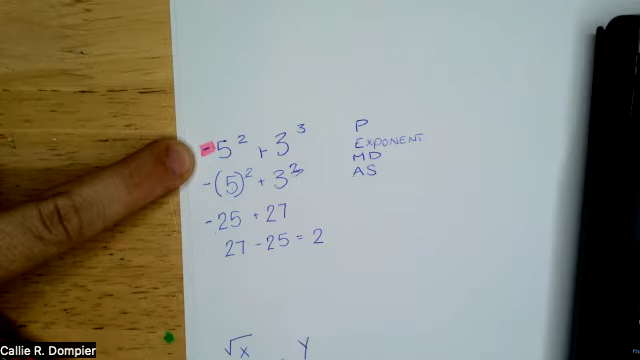 -5² + 3³
-(5)² + 3³
-25 + 27
27 - 25 = 2
P
EXPONENT
MD
AS
√x y
Callie R. Dompier